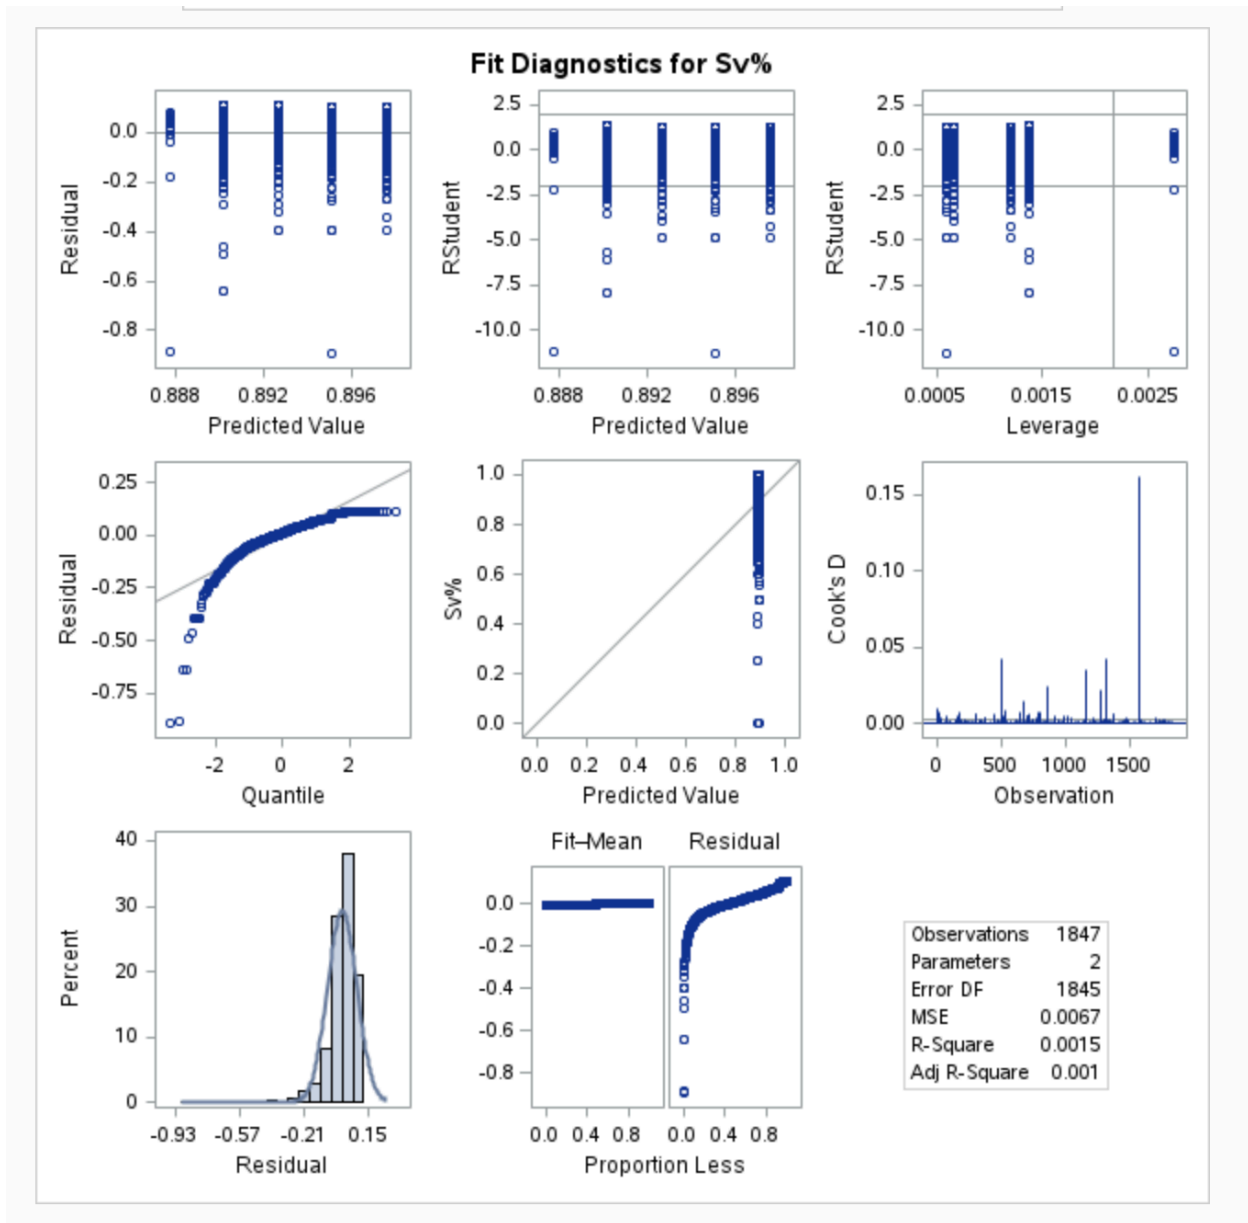 Fit Diagnostics for Sv%
Residual
0.0
-0.2
-0.4
-0.6
-0.8
0.888 0.892 0.896
Predicted Value
RStudent
2.5
0.0
-2.5
-5.0
-7.5
-10.0
0.888 0.892 0.896
Predicted Value
RStudent
2.5
0.0
-2.5
-5.0
-7.5
-10.0
0.0005 0.0015 0.0025
Leverage
Residual
0.25
0.00
-0.25
-0.50
-0.75
-2 0 2
Quantile
Sv%
1.0
0.8
0.6
0.4
0.2
0.0
0.0 0.2 0.4 0.6 0.8 1.0
Predicted Value
Cook's D
0.15
0.10
0.05
0.00
0 500 1000 1500
Observation
Percent
40
30
20
10
0
-0.93 -0.57 -0.21 0.15
Residual
Fit–Mean Residual
0.0
-0.2
-0.4
-0.6
-0.8
0.0 0.4 0.8 0.0 0.4 0.8
Proportion Less
Observations 1847
Parameters 2
Error DF 1845
MSE 0.0067
R-Square 0.0015
Adj R-Square 0.001